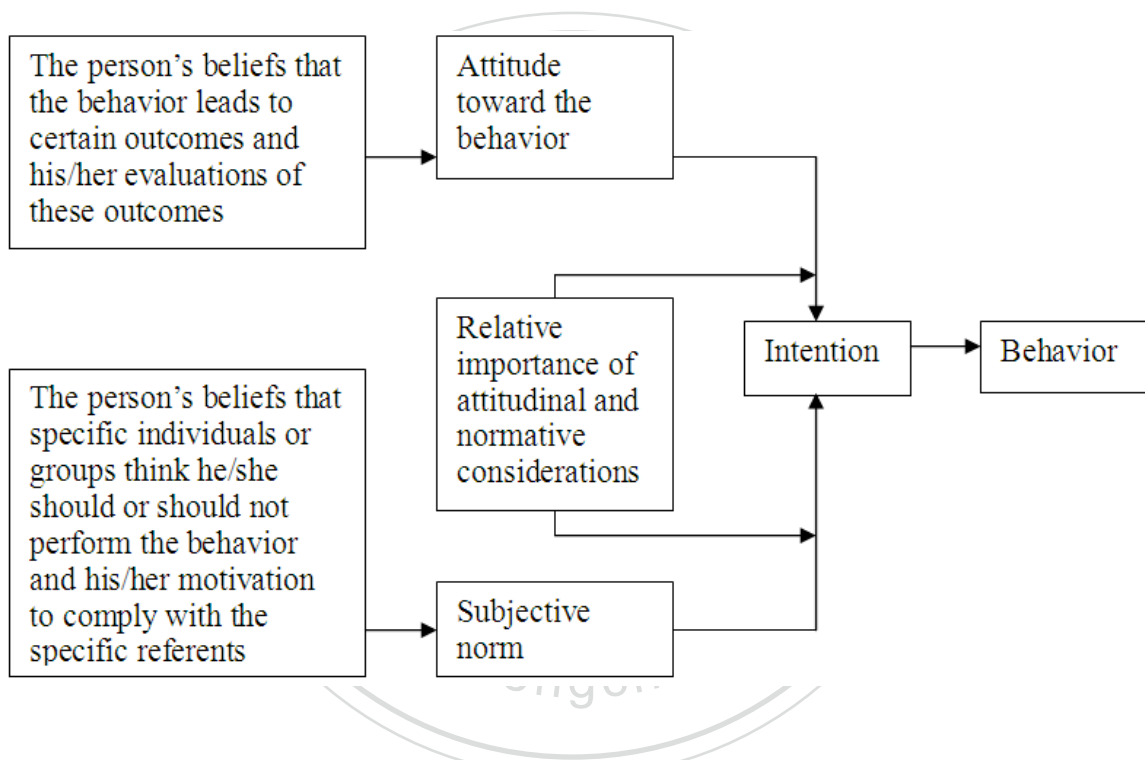 The person's beliefs that
the behavior leads to
certain outcomes and
his/her evaluations of
these outcomes
Attitude
toward the
behavior
Relative
importance of
attitudinal and
normative
considerations
Intention
Behavior
The person's beliefs that
specific individuals or
groups think he/she
should or should not
perform the behavior
and his/her motivation
to comply with the
specific referents
Subjective
norm